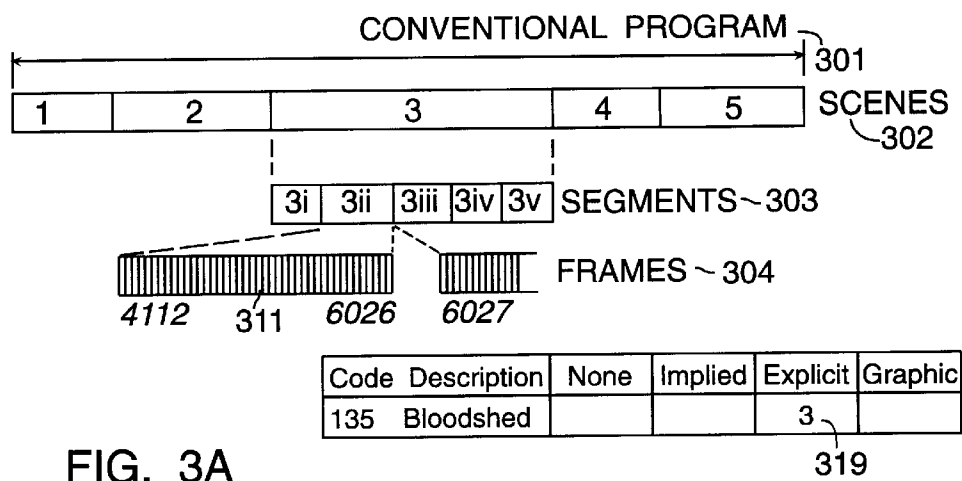 CONVENTIONAL PROGRAM
301
1 2 3 4 5 SCENES
302
3i 3ii 3iii 3iv 3v SEGMENTS 303
FRAMES 304
4112 311 6026 6027
Code Description None Implied Explicit Graphic
135 Bloodshed 3
319
FIG. 3A